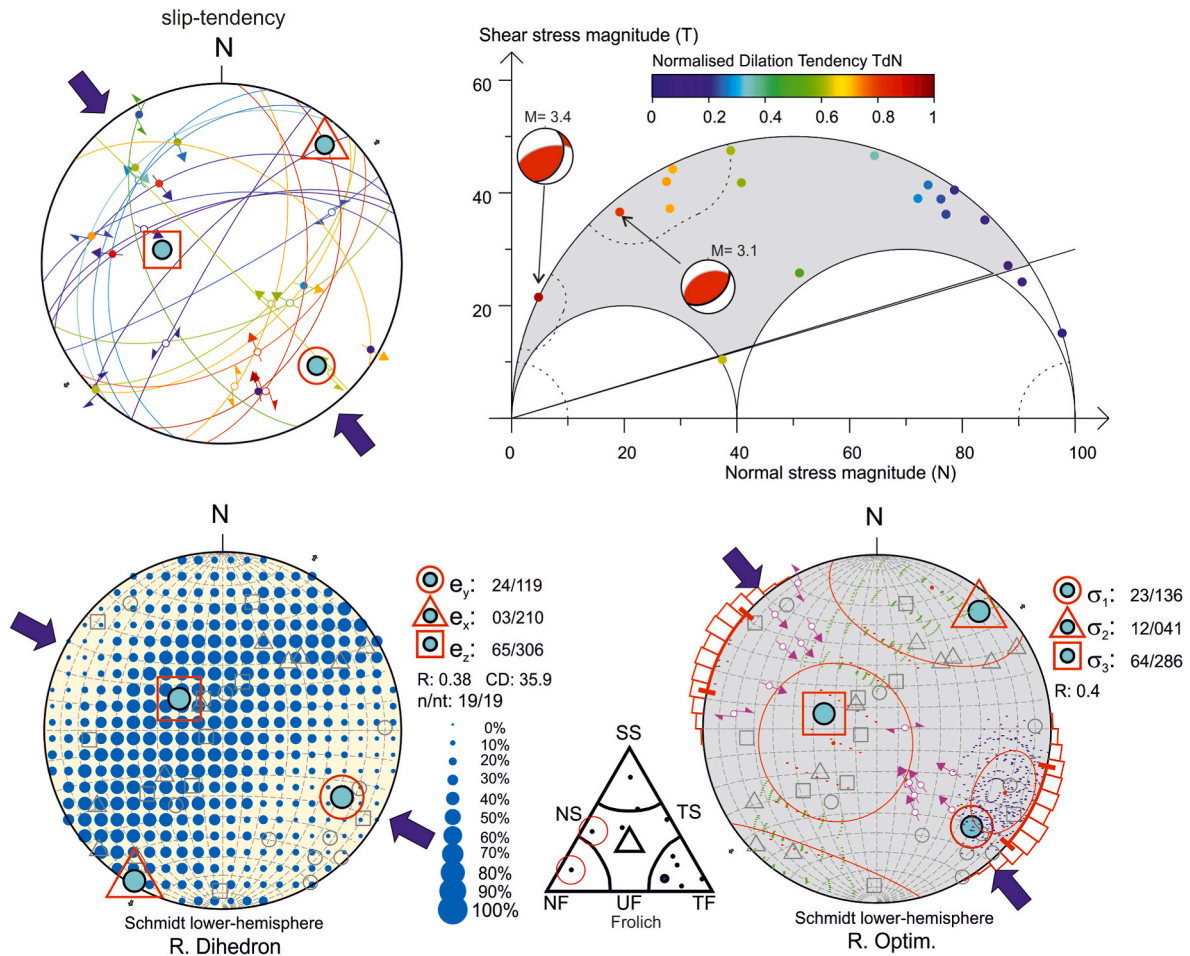 slip-tendency
N
Shear stress magnitude (T)
Normalised Dilation Tendency TdN
0 0.2 0.4 0.6 0.8 1
60
40
20
M= 3.4
M= 3.1
0 20 40 60 80 100
Normal stress magnitude (N)
N
ey: 24/119
ex: 03/210
ez: 65/306
R: 0.38 CD: 35.9
n/nt: 19/19
0%
10%
20%
30%
40%
50%
60%
70%
80%
90%
100%
Schmidt lower-hemisphere
R. Dihedron
SS
NS TS
NF UF TF
Frolich
N
σ1: 23/136
σ2: 12/041
σ3: 64/286
R: 0.4
Schmidt lower-hemisphere
R. Optim.